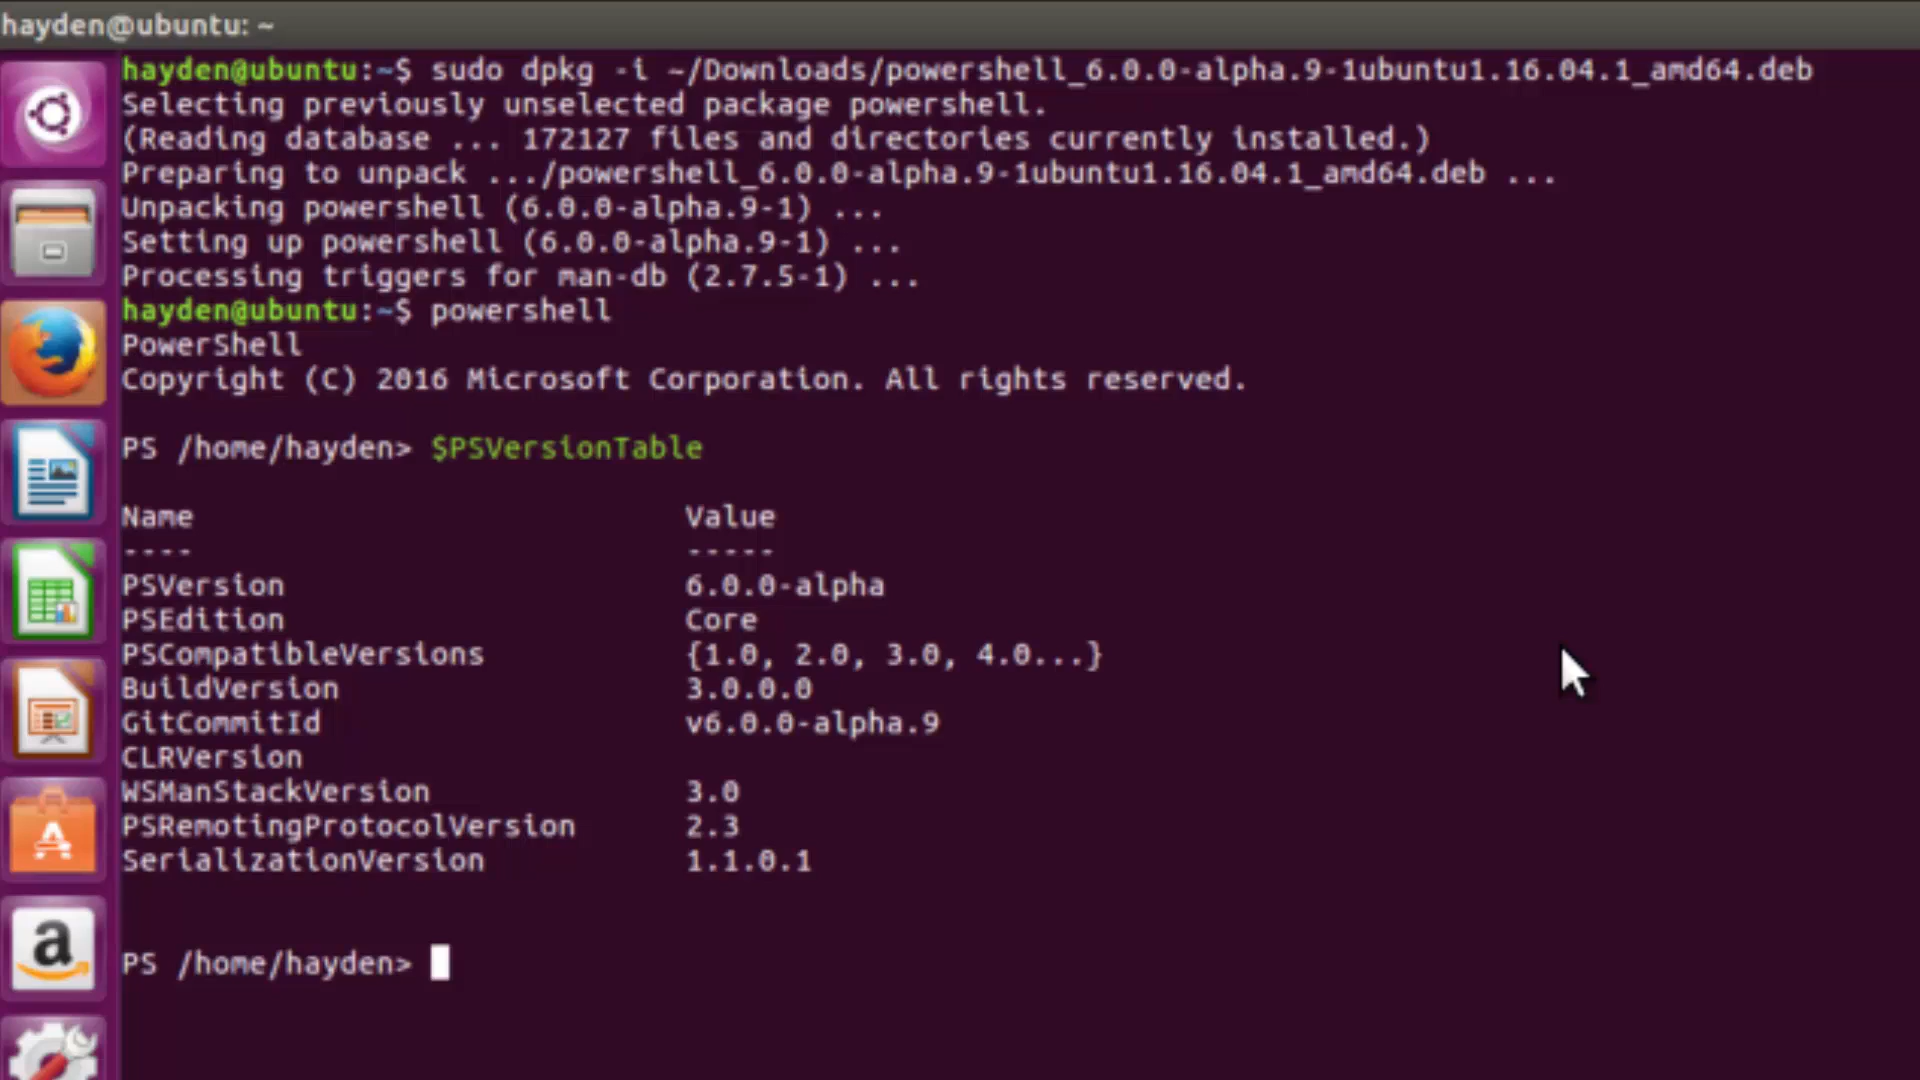 hayden@ubuntu: ~
hayden@ubuntu:~$ sudo dpkg -i ~/Downloads/powershell_6.0.0-alpha.9-1ubuntu1.16.04.1_amd64.deb
Selecting previously unselected package powershell.
(Reading database ... 172127 files and directories currently installed.)
Preparing to unpack .../powershell_6.0.0-alpha.9-1ubuntu1.16.04.1_amd64.deb ...
Unpacking powershell (6.0.0-alpha.9-1) ...
Setting up powershell (6.0.0-alpha.9-1) ...
Processing triggers for man-db (2.7.5-1) ...
hayden@ubuntu:~$ powershell
PowerShell
Copyright (C) 2016 Microsoft Corporation. All rights reserved.
PS /home/hayden> $PSVersionTable
Name Value
---- -----
PSVersion 6.0.0-alpha
PSEdition Core
PSCompatibleVersions {1.0, 2.0, 3.0, 4.0...}
BuildVersion 3.0.0.0
GitCommitId v6.0.0-alpha.9
CLRVersion
WSManStackVersion 3.0
PSRemotingProtocolVersion 2.3
SerializationVersion 1.1.0.1
PS /home/hayden>